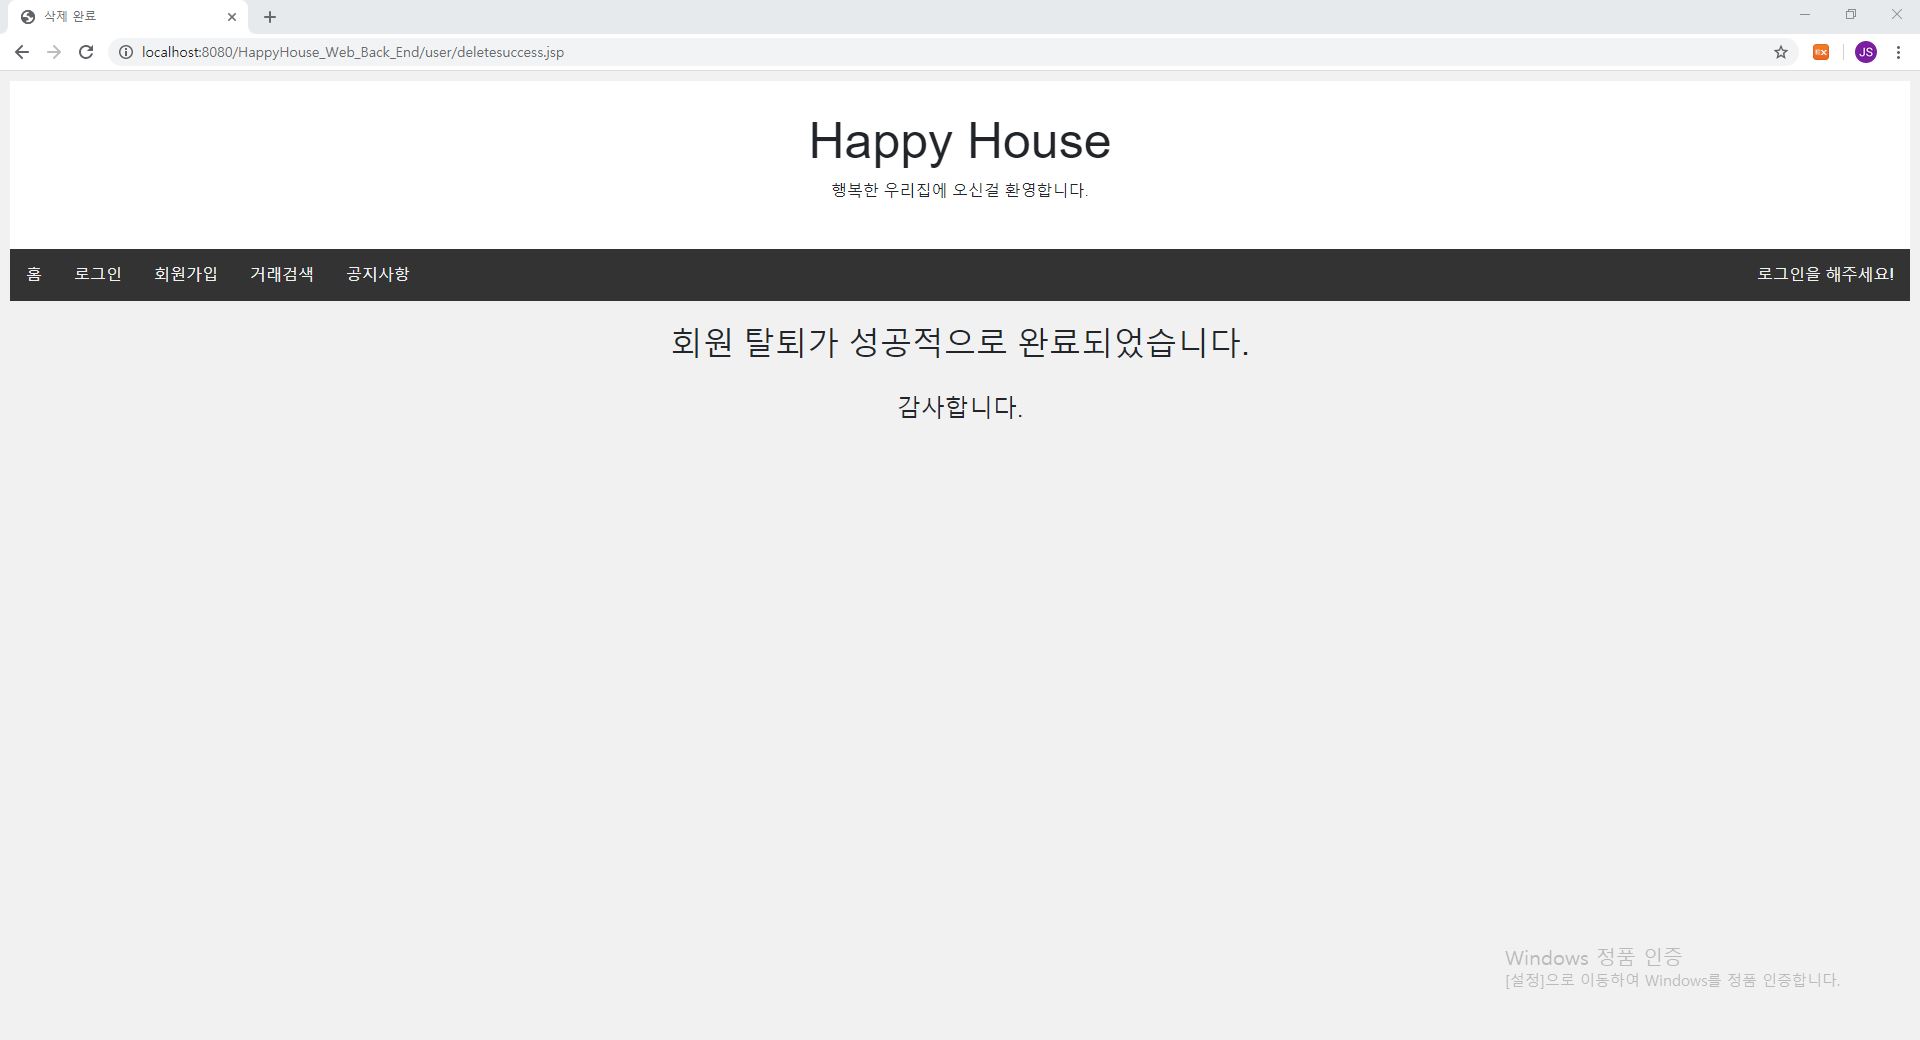 삭제 완료
localhost:8080/HappyHouse_Web_Back_End/user/deletesuccess.jsp
JS
Happy House
행복한 우리집에 오신걸 환영합니다.
홈 로그인 회원가입 거래검색 공지사항 로그인을 해주세요!
회원 탈퇴가 성공적으로 완료되었습니다.
감사합니다.
Windows 정품 인증
[설정]으로 이동하여 Windows를 정품 인증합니다.